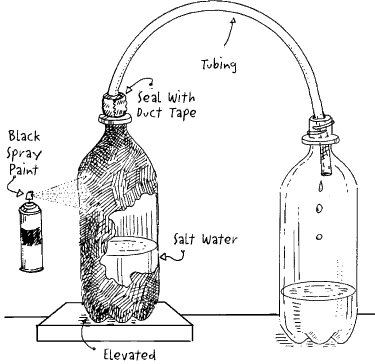 Tubing
Seal With
Duct Tape
Black
Spray
Paint
Salt Water
Elevated